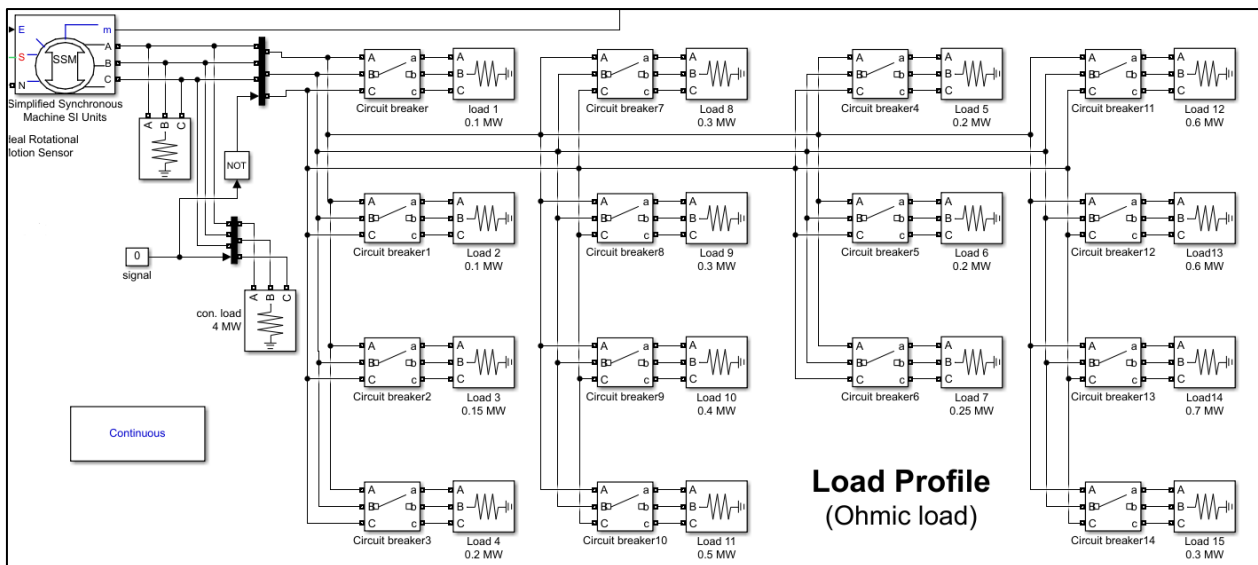 E
m
S
SSM
A
B
N
C
Simplified Synchronous
Machine SI Units
deal Rotational
otion Sensor
A B C
NOT
0
signal
A B C
con. load
4 MW
Continuous
A a
B b
C c
Circuit breaker
A
B
C
load 1
0.1 MW
A a
B b
C c
Circuit breaker7
A
B
C
Load 8
0.3 MW
A a
B b
C c
Circuit breaker4
A
B
C
Load 5
0.2 MW
A a
B b
C c
Circuit breaker11
A
B
C
Load 12
0.6 MW
A a
B b
C c
Circuit breaker1
A
B
C
Load 2
0.1 MW
A a
B b
C c
Circuit breaker8
A
B
C
Load 9
0.3 MW
A a
B b
C c
Circuit breaker5
A
B
C
Load 6
0.2 MW
A a
B b
C c
Circuit breaker12
A
B
C
Load13
0.6 MW
A a
B b
C c
Circuit breaker2
A
B
C
Load 3
0.15 MW
A a
B b
C c
Circuit breaker9
A
B
C
Load 10
0.4 MW
A a
B b
C c
Circuit breaker6
A
B
C
Load 7
0.25 MW
A a
B b
C c
Circuit breaker13
A
B
C
Load14
0.7 MW
A a
B b
C c
Circuit breaker3
A
B
C
Load 4
0.2 MW
A a
B b
C c
Circuit breaker10
A
B
C
Load 11
0.5 MW
Load Profile
(Ohmic load)
A a
B b
C c
Circuit breaker14
A
B
C
Load 15
0.3 MW